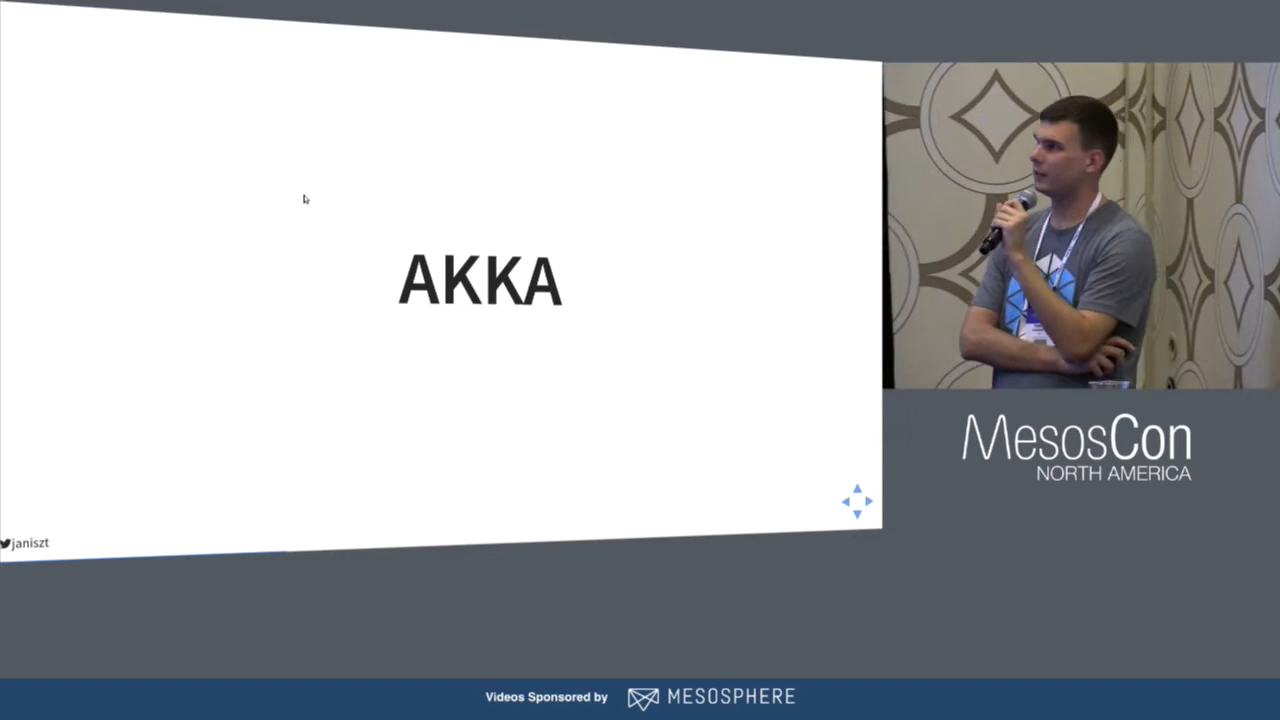 AKKA
janiszt
MesosCon
NORTH AMERICA
Videos Sponsored by MESOSPHERE